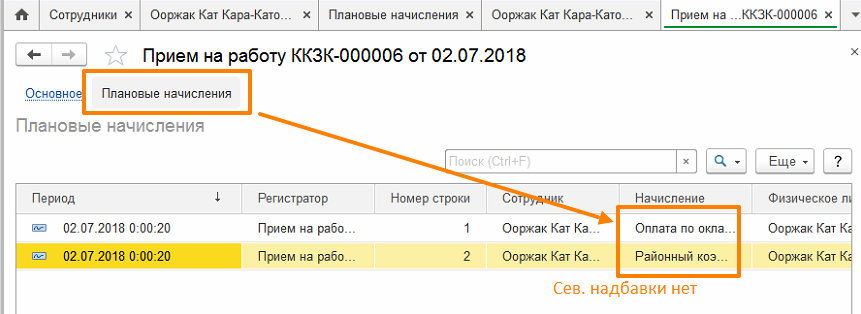 Сотрудники × Ооржак Кат Кара-Като... × Плановые начисления × Ооржак Кат Кара-Като... × Прием на ...ККЗК-000006 ×
Прием на работу ККЗК-000006 от 02.07.2018
Основное Плановые начисления
Плановые начисления
Поиск (Ctrl+F) × Еще ?
Период ↓ Регистратор Номер строки Сотрудник Начисление Физическое ли
02.07.2018 0:00:20 Прием на рабо... 1 Ооржак Кат Ка... Оплата по окла... Ооржак Кат Ка
02.07.2018 0:00:20 Прием на рабо... 2 Ооржак Кат Ка... Районный коэ... Ооржак Кат Ка
Сев. надбавки нет